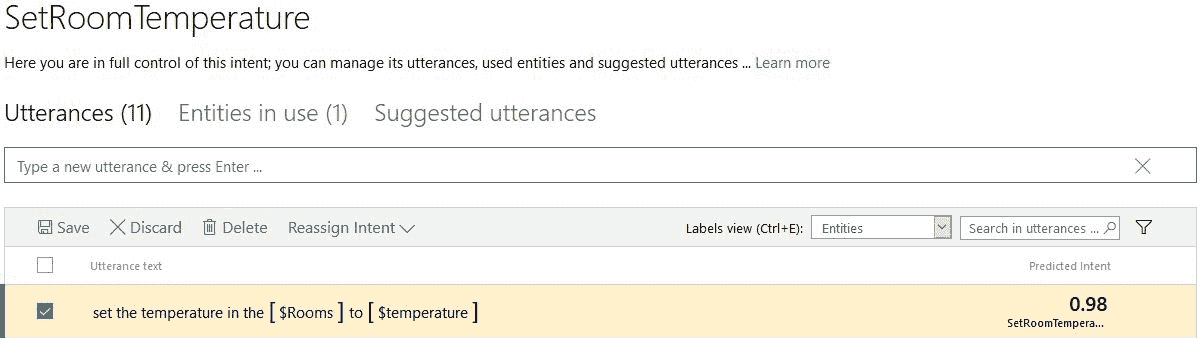 SetRoomTemperature
Here you are in full control of this intent; you can manage its utterances, used entities and suggested utterances ... Learn more
Utterances (11) Entities in use (1) Suggested utterances
Type a new utterance & press Enter ...
Save Discard Delete Reassign Intent Labels view (Ctrl+E): Entities Search in utterances ...
Utterance text Predicted Intent
set the temperature in the [ $Rooms ] to [ $temperature ] 0.98
SetRoomTempera...